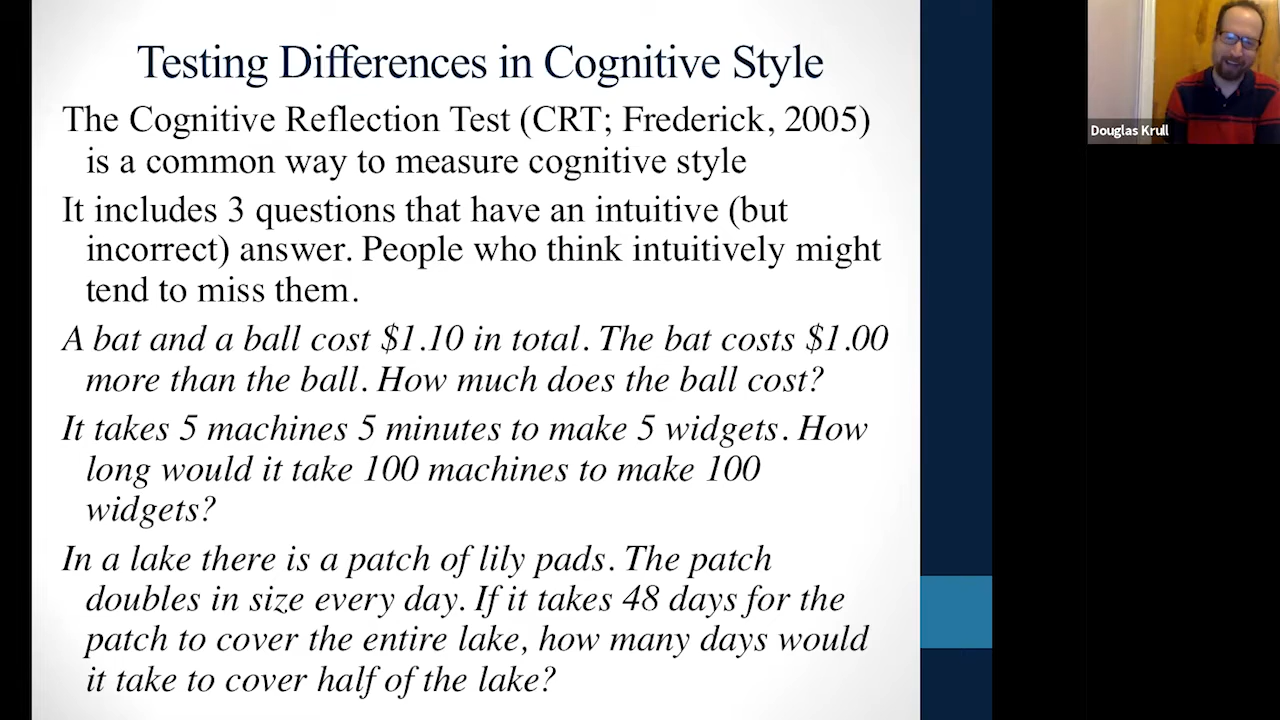 Testing Differences in Cognitive Style
The Cognitive Reflection Test (CRT; Frederick, 2005)
is a common way to measure cognitive style
It includes 3 questions that have an intuitive (but
incorrect) answer. People who think intuitively might
tend to miss them.
A bat and a ball cost $1.10 in total. The bat costs $1.00
more than the ball. How much does the ball cost?
It takes 5 machines 5 minutes to make 5 widgets. How
long would it take 100 machines to make 100
widgets?
In a lake there is a patch of lily pads. The patch
doubles in size every day. If it takes 48 days for the
patch to cover the entire lake, how many days would
it take to cover half of the lake?
Douglas Krull